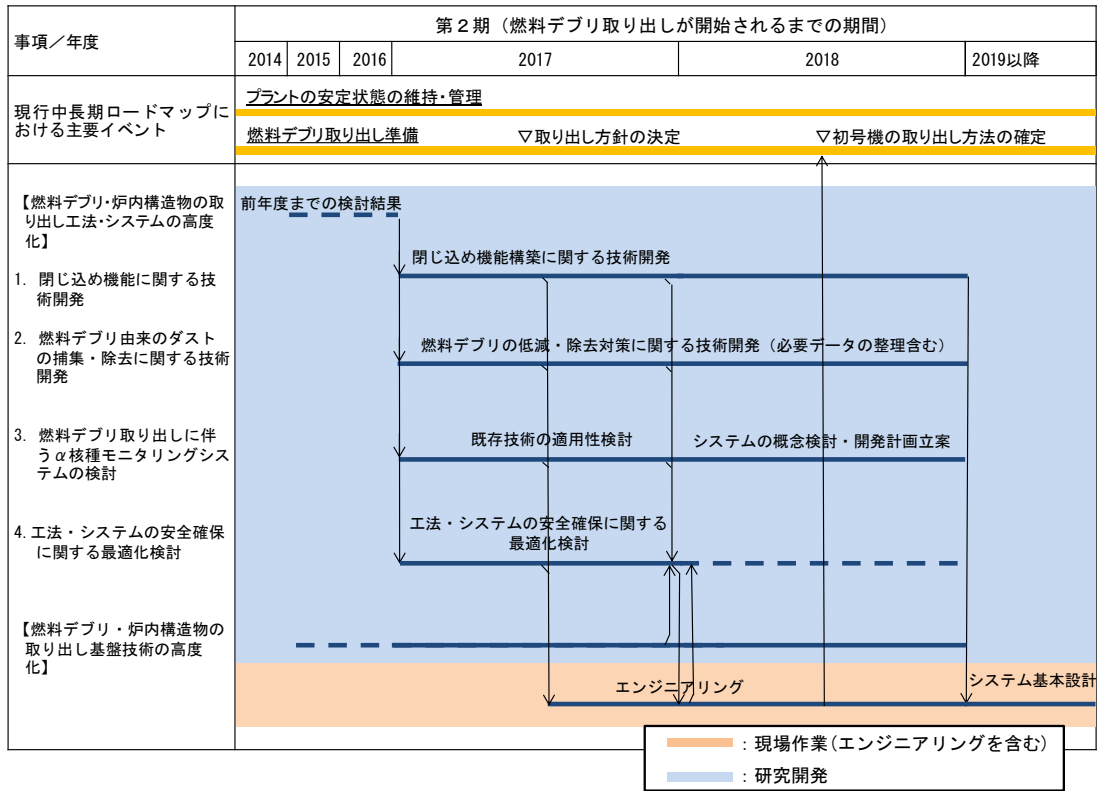 事項／年度
第２期（燃料デブリ取り出しが開始されるまでの期間）
2014 2015 2016 2017 2018 2019以降
現行中長期ロードマップに
おける主要イベント
プラントの安定状態の維持・管理
燃料デブリ取り出し準備 ▽取り出し方針の決定 ▽初号機の取り出し方法の確定
【燃料デブリ・炉内構造物の取
り出し工法・システムの高度
化】
前年度までの検討結果
1. 閉じ込め機能に関する技
術開発
閉じ込め機能構築に関する技術開発
2. 燃料デブリ由来のダスト
の捕集・除去に関する技術
開発
燃料デブリの低減・除去対策に関する技術開発（必要データの整理含む）
3. 燃料デブリ取り出しに伴
うα核種モニタリングシス
テムの検討
既存技術の適用性検討 システムの概念検討・開発計画立案
4. 工法・システムの安全確保
に関する最適化検討
工法・システムの安全確保に関する
最適化検討
【燃料デブリ・炉内構造物の
取り出し基盤技術の高度
化】
エンジニアリング システム基本設計
：現場作業（エンジニアリングを含む）
：研究開発